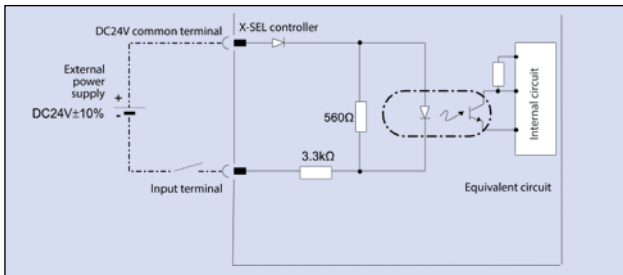 DC24V common terminal
X-SEL controller
External
power
supply
+
DC24V±10%
-
560Ω
3.3kΩ
Internal circuit
Input terminal
Equivalent circuit